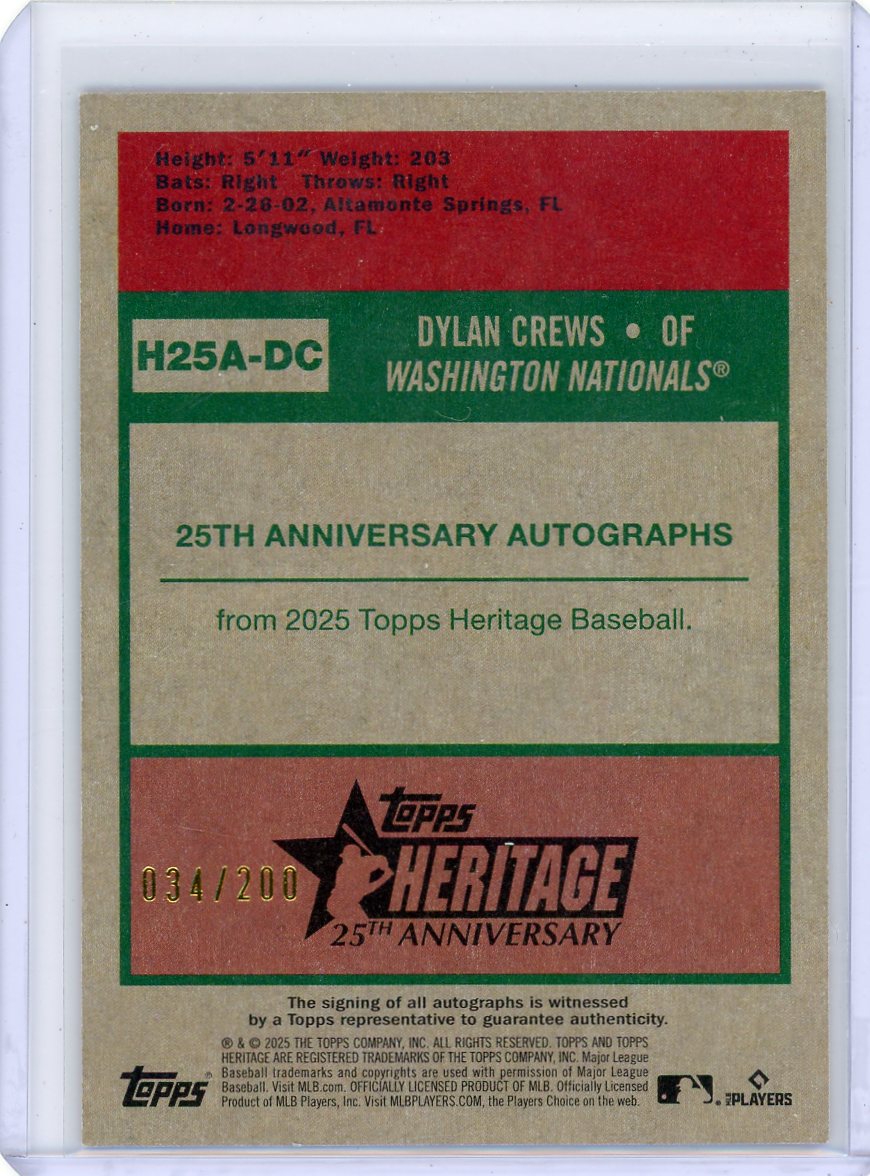 Height: 5'11" Weight: 203
Bats: Right Throws: Right
Born: 2-26-02, Altamonte Springs, FL
Home: Longwood, FL
H25A-DC
DYLAN CREWS • OF
WASHINGTON NATIONALS®
25TH ANNIVERSARY AUTOGRAPHS
from 2025 Topps Heritage Baseball.
Topps
HERITAGE
25TH ANNIVERSARY
034/200
The signing of all autographs is witnessed
by a Topps representative to guarantee authenticity.
® & © 2025 THE TOPPS COMPANY, INC. ALL RIGHTS RESERVED. TOPPS AND TOPPS
HERITAGE ARE REGISTERED TRADEMARKS OF THE TOPPS COMPANY, INC. Major League
Baseball trademarks and copyrights are used with permission of Major League
Baseball. Visit MLB.com. OFFICIALLY LICENSED PRODUCT OF MLB. Officially Licensed
Product of MLB Players, Inc. Visit MLBPLAYERS.COM, the Players Choice on the web.
Topps®
MLB PLAYERS